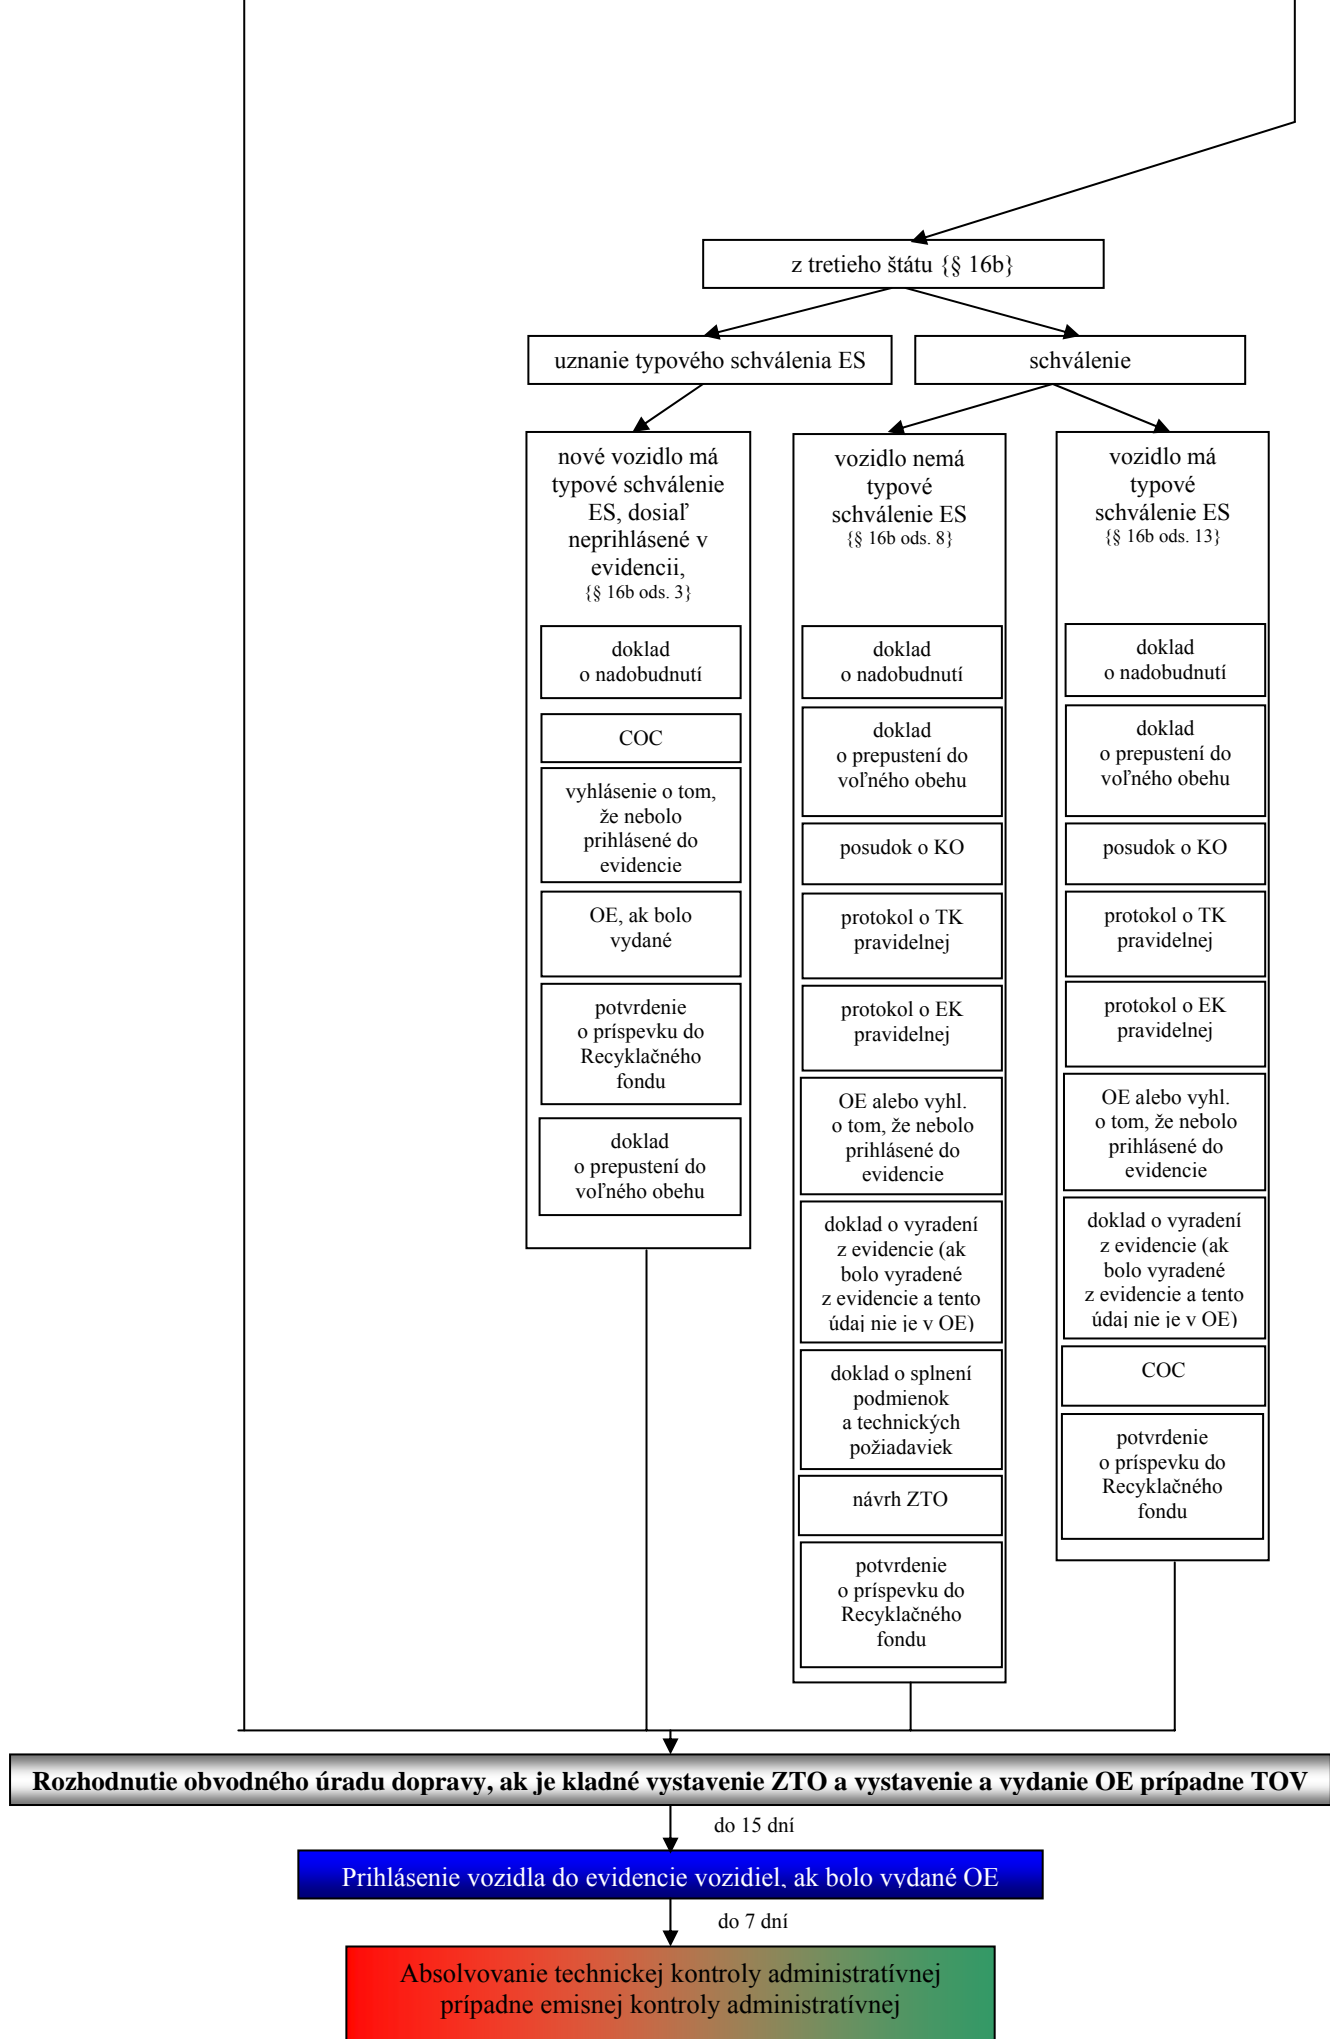 z tretieho štátu {§ 16b}
uznanie typového schválenia ES
schválenie
nové vozidlo má
typové schválenie
ES, dosiaľ
neprihlásené v
evidencii,
{§ 16b ods. 3}
doklad
o nadobudnutí
COC
vyhlásenie o tom,
že nebolo
prihlásené do
evidencie
OE, ak bolo
vydané
potvrdenie
o príspevku do
Recyklačného
fondu
doklad
o prepustení do
voľného obehu
vozidlo nemá
typové
schválenie ES
{§ 16b ods. 8}
doklad
o nadobudnutí
doklad
o prepustení do
voľného obehu
posudok o KO
protokol o TK
pravidelnej
protokol o EK
pravidelnej
OE alebo vyhl.
o tom, že nebolo
prihlásené do
evidencie
doklad o vyradení
z evidencie (ak
bolo vyradené
z evidencie a tento
údaj nie je v OE)
doklad o splnení
podmienok
a technických
požiadaviek
návrh ZTO
potvrdenie
o príspevku do
Recyklačného
fondu
vozidlo má
typové
schválenie ES
{§ 16b ods. 13}
doklad
o nadobudnutí
doklad
o prepustení do
voľného obehu
posudok o KO
protokol o TK
pravidelnej
protokol o EK
pravidelnej
OE alebo vyhl.
o tom, že nebolo
prihlásené do
evidencie
doklad o vyradení
z evidencie (ak
bolo vyradené
z evidencie a tento
údaj nie je v OE)
COC
potvrdenie
o príspevku do
Recyklačného
fondu
Rozhodnutie obvodného úradu dopravy, ak je kladné vystavenie ZTO a vystavenie a vydanie OE prípadne TOV
do 15 dní
Prihlásenie vozidla do evidencie vozidiel, ak bolo vydané OE
do 7 dní
Absolvovanie technickej kontroly administratívnej
prípadne emisnej kontroly administratívnej